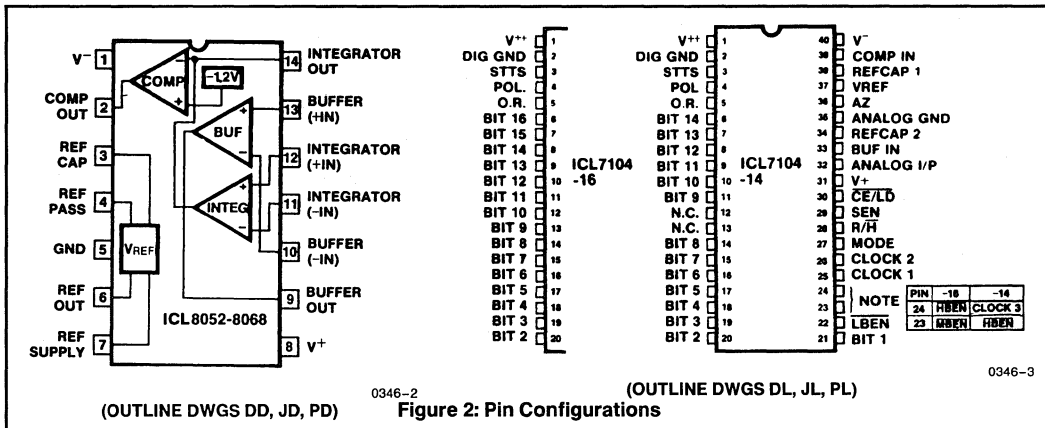 V⁻ 1
COMP OUT 2
REF CAP 3
REF PASS 4
GND 5
REF OUT 6
REF SUPPLY 7
COMP
-1.2V
BUF
INTEG
VREF
ICL8052-8068
14 INTEGRATOR OUT
13 BUFFER (+IN)
12 INTEGRATOR (+IN)
11 INTEGRATOR (-IN)
10 BUFFER (-IN)
9 BUFFER OUT
8 V⁺
(OUTLINE DWGS DD, JD, PD)
0346-2
V⁺⁺ 1
DIG GND 2
STTS 3
POL. 4
O.R. 5
BIT 16 6
BIT 15 7
BIT 14 8
BIT 13 9
BIT 12 10
BIT 11 11
BIT 10 12
BIT 9 13
BIT 8 14
BIT 7 15
BIT 6 16
BIT 5 17
BIT 4 18
BIT 3 19
BIT 2 20
ICL7104
-16
V⁺⁺ 1
DIG GND 2
STTS 3
POL 4
O.R. 5
BIT 14 6
BIT 13 7
BIT 12 8
BIT 11 9
BIT 10 10
BIT 9 11
N.C. 12
N.C. 13
BIT 8 14
BIT 7 15
BIT 6 16
BIT 5 17
BIT 4 18
BIT 3 19
BIT 2 20
ICL7104
-14
40 V⁻
39 COMP IN
38 REFCAP 1
37 VREF
36 AZ
35 ANALOG GND
34 REFCAP 2
33 BUF IN
32 ANALOG I/P
31 V+
30 C̅E̅/L̅D̅
29 SEN
28 R/H̅
27 MODE
26 CLOCK 2
25 CLOCK 1
24
23
NOTE
22 L̅B̅E̅N̅
21 BIT 1
PIN -16 -14
24 H̅B̅E̅N̅ CLOCK 3
23 M̅B̅E̅N̅ H̅B̅E̅N̅
0346-3
(OUTLINE DWGS DL, JL, PL)
Figure 2: Pin Configurations